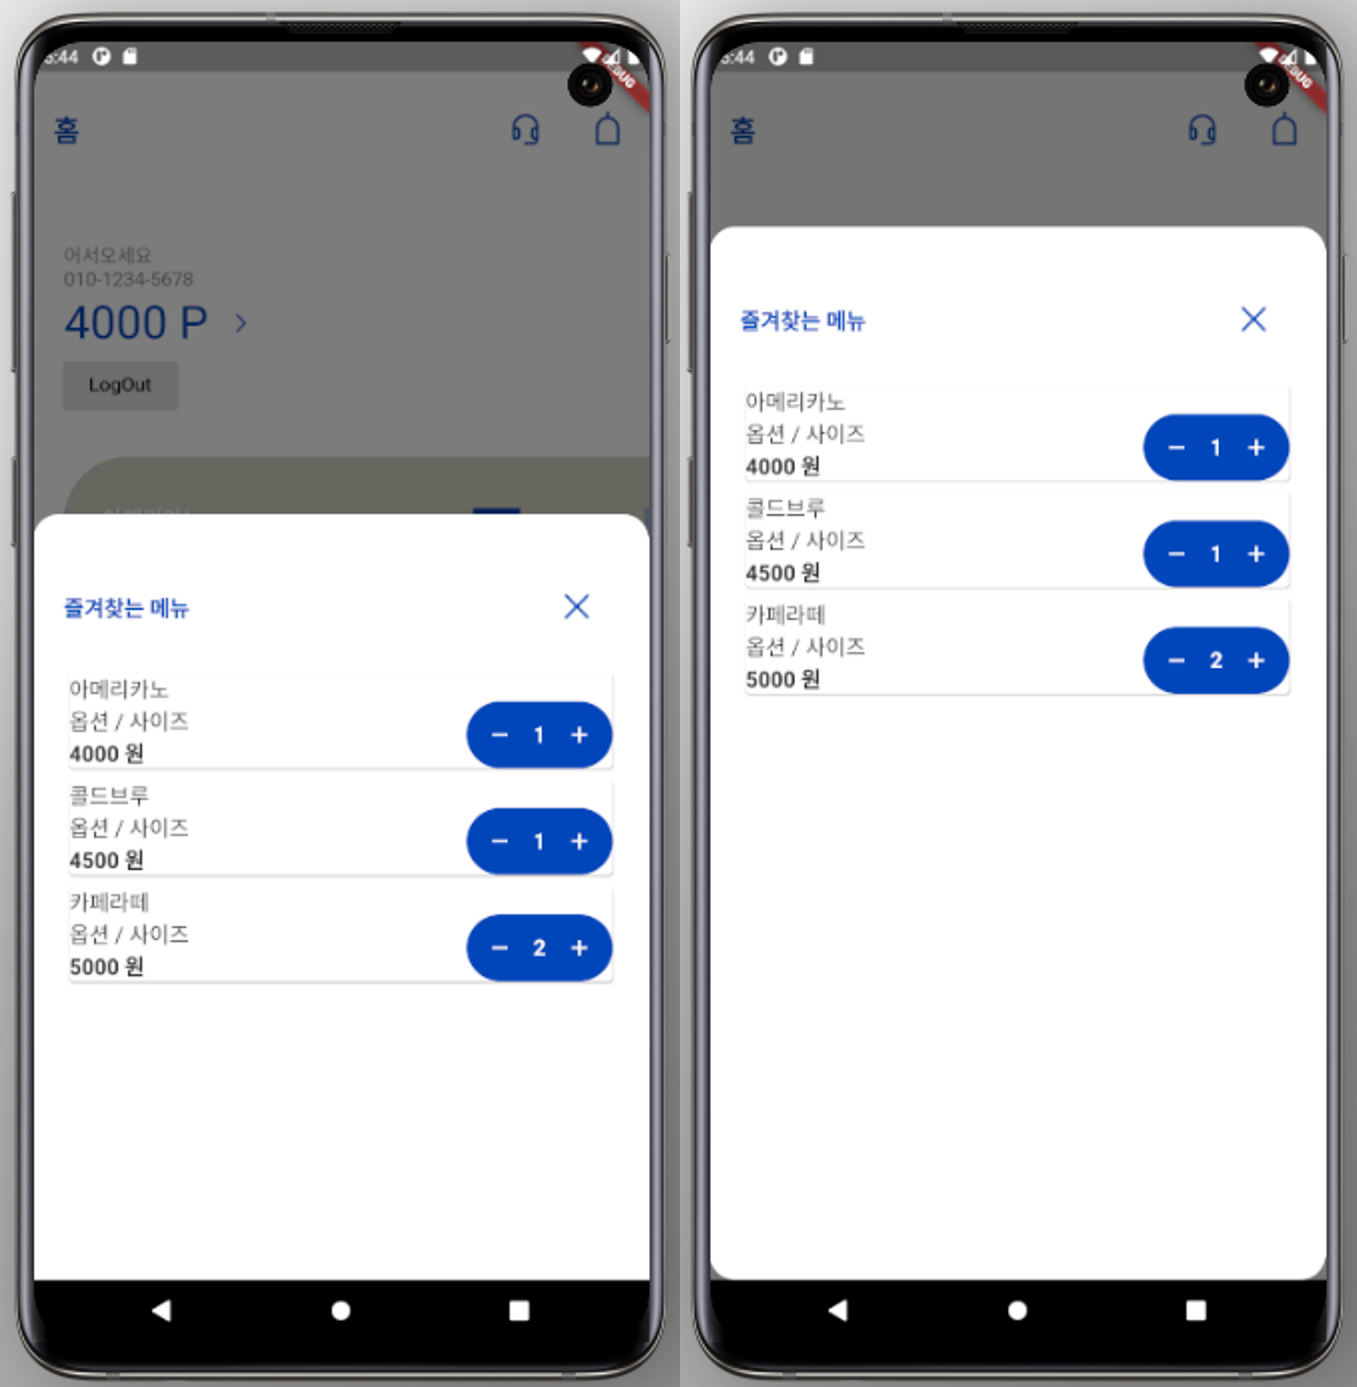 :44
DEBUG
홈
어서오세요
010-1234-5678
4000 P >
LogOut
즐겨찾는 메뉴
아메리카노
옵션 / 사이즈
4000 원
− 1 +
콜드브루
옵션 / 사이즈
4500 원
− 1 +
카페라떼
옵션 / 사이즈
5000 원
− 2 +
:44
DEBUG
홈
즐겨찾는 메뉴
아메리카노
옵션 / 사이즈
4000 원
− 1 +
콜드브루
옵션 / 사이즈
4500 원
− 1 +
카페라떼
옵션 / 사이즈
5000 원
− 2 +